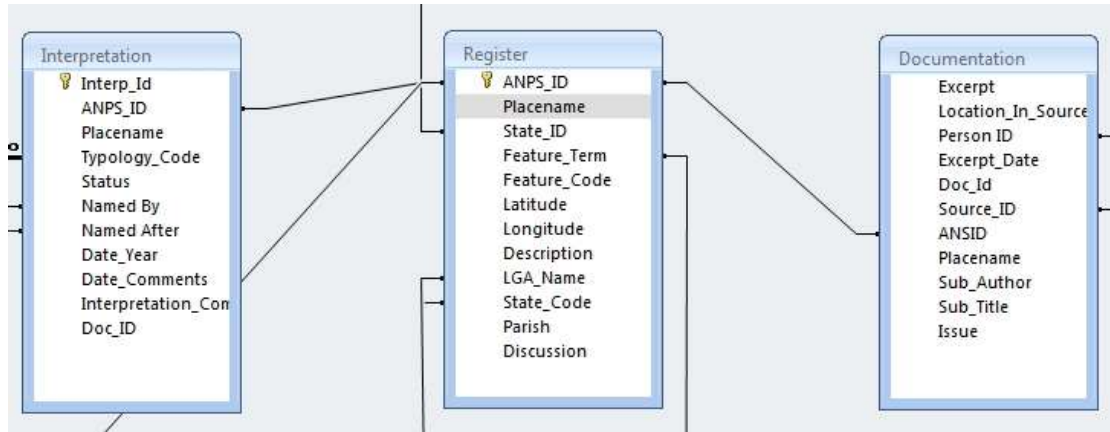 Interpretation
Interp_Id
ANPS_ID
Placename
Typology_Code
Status
Named By
Named After
Date_Year
Date_Comments
Interpretation_Com
Doc_ID
Register
ANPS_ID
Placename
State_ID
Feature_Term
Feature_Code
Latitude
Longitude
Description
LGA_Name
State_Code
Parish
Discussion
Documentation
Excerpt
Location_In_Source
Person ID
Excerpt_Date
Doc_Id
Source_ID
ANSID
Placename
Sub_Author
Sub_Title
Issue